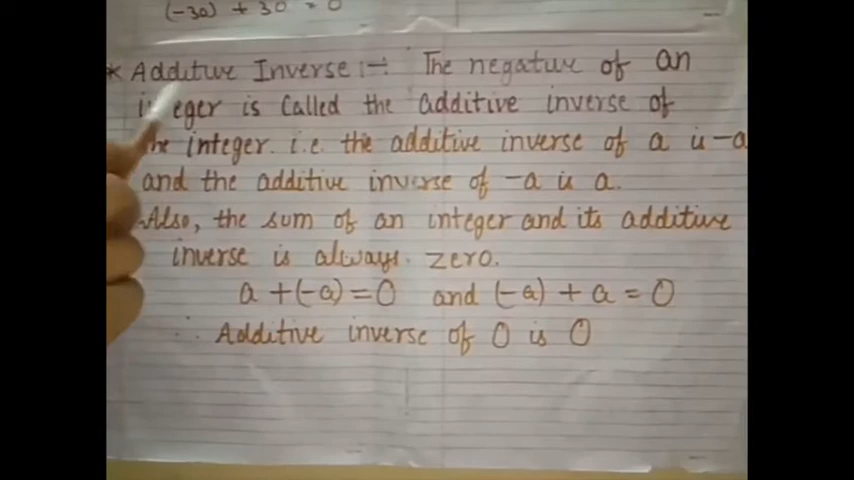 (-30) + 30 = 0
* Additive Inverse :- The negative of an
integer is called the additive inverse of
the integer. i.e. the additive inverse of a is -a
and the additive inverse of -a is a.
Also, the sum of an integer and its additive
inverse is always zero.
a + (-a) = 0 and (-a) + a = 0
∴ Additive inverse of 0 is 0